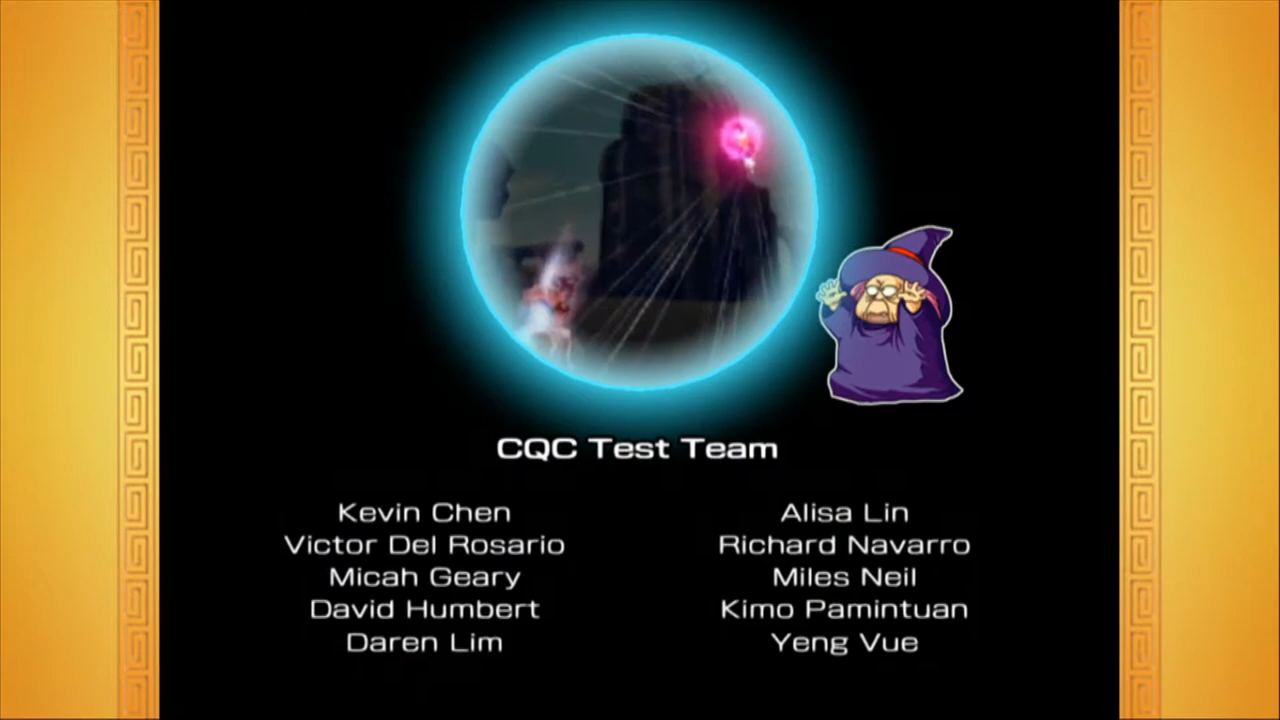 CQC Test Team
Kevin Chen
Alisa Lin
Victor Del Rosario
Richard Navarro
Micah Geary
Miles Neil
David Humbert
Kimo Pamintuan
Daren Lim
Yeng Vue